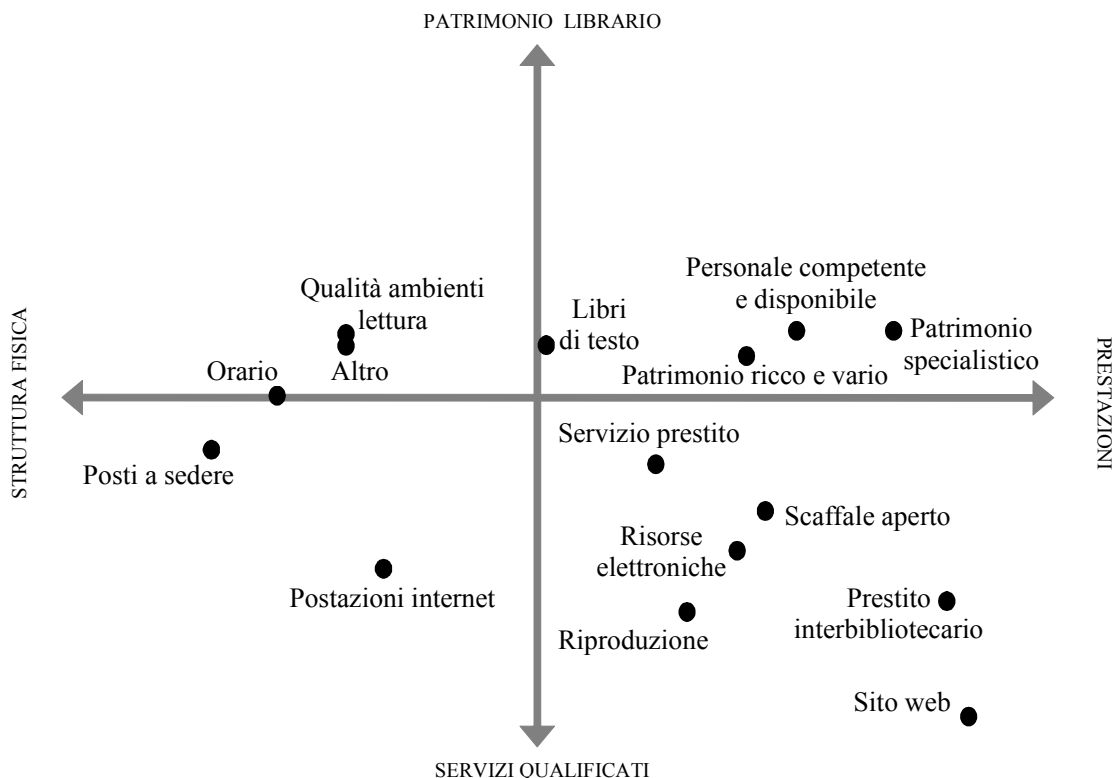 PATRIMONIO LIBRARIO
Personale competente
e disponibile
Qualità ambienti
lettura
Libri
di testo
Patrimonio
specialistico
STRUTTURA FISICA
PRESTAZIONI
Orario
Altro
Patrimonio ricco e vario
Servizio prestito
Posti a sedere
Scaffale aperto
Risorse
elettroniche
Postazioni internet
Prestito
interbibliotecario
Riproduzione
Sito web
SERVIZI QUALIFICATI